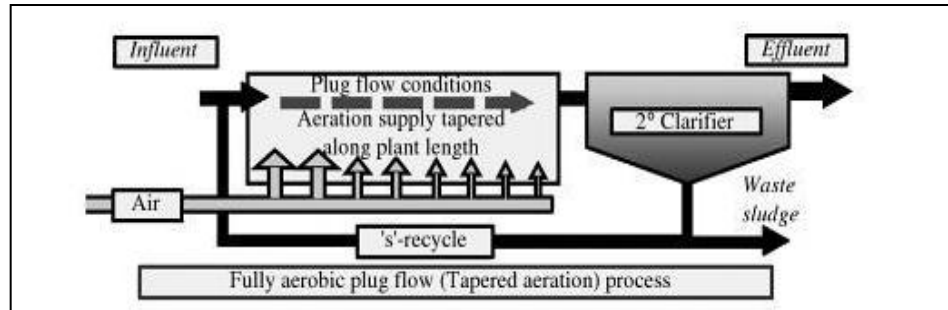 Influent
Effluent
Plug flow conditions
Aeration supply tapered
along plant length
2° Clarifier
Air
Waste
sludge
's'-recycle
Fully aerobic plug flow (Tapered aeration) process